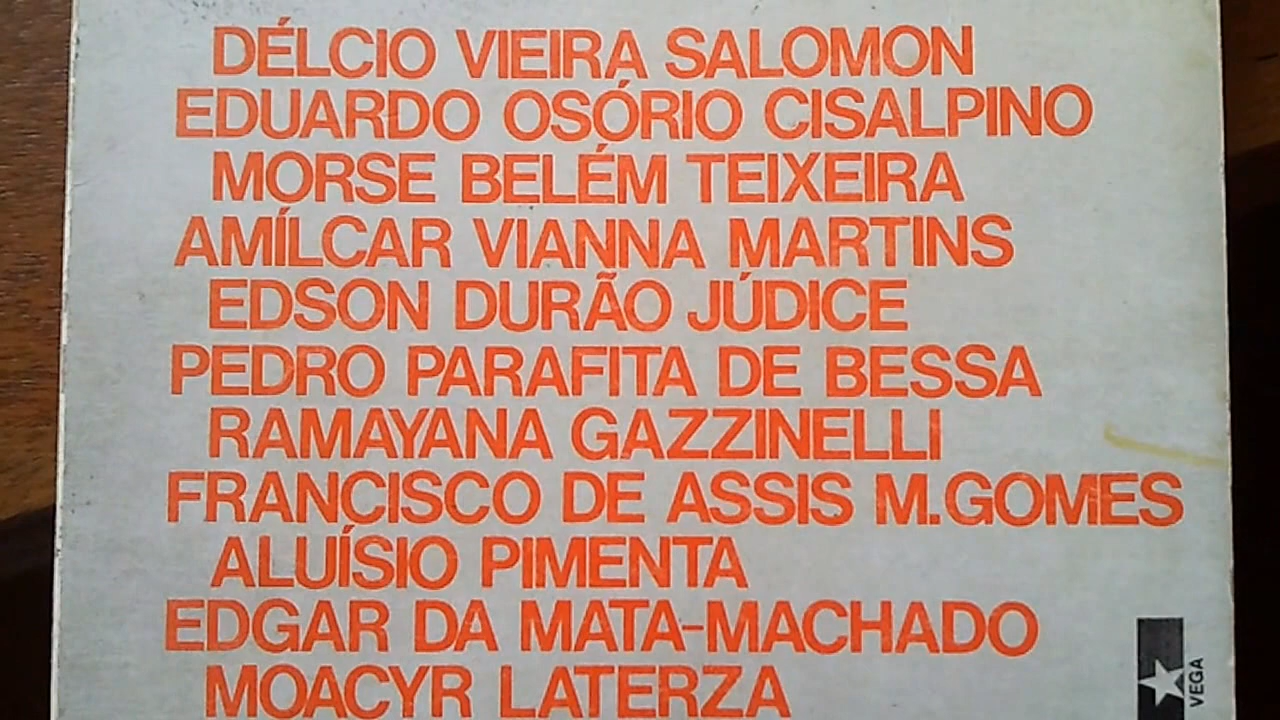 DÉLCIO VIEIRA SALOMON
EDUARDO OSÓRIO CISALPINO
MORSE BELÉM TEIXEIRA
AMÍLCAR VIANNA MARTINS
EDSON DURÃO JÚDICE
PEDRO PARAFITA DE BESSA
RAMAYANA GAZZINELLI
FRANCISCO DE ASSIS M.GOMES
ALUÍSIO PIMENTA
EDGAR DA MATA-MACHADO
MOACYR LATERZA
VEGA